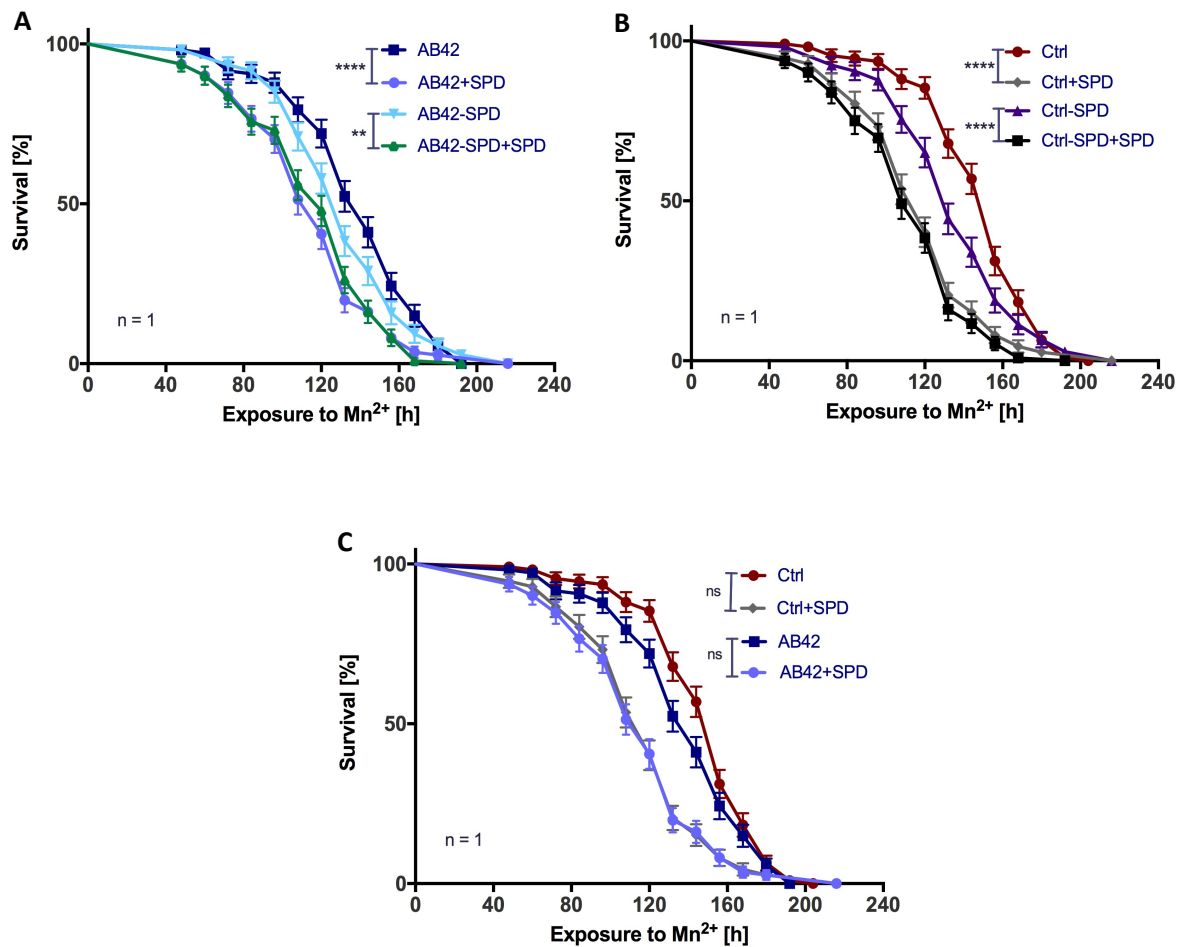 A
100
50
0
0 40 80 120 160 200 240
Survival [%]
Exposure to Mn2+ [h]
n = 1
**** AB42
AB42+SPD
** AB42-SPD
AB42-SPD+SPD
B
100
50
0
0 40 80 120 160 200 240
Survival [%]
Exposure to Mn2+ [h]
n = 1
**** Ctrl
Ctrl+SPD
**** Ctrl-SPD
Ctrl-SPD+SPD
C
100
50
0
0 40 80 120 160 200 240
Survival [%]
Exposure to Mn2+ [h]
n = 1
ns Ctrl
Ctrl+SPD
ns AB42
AB42+SPD